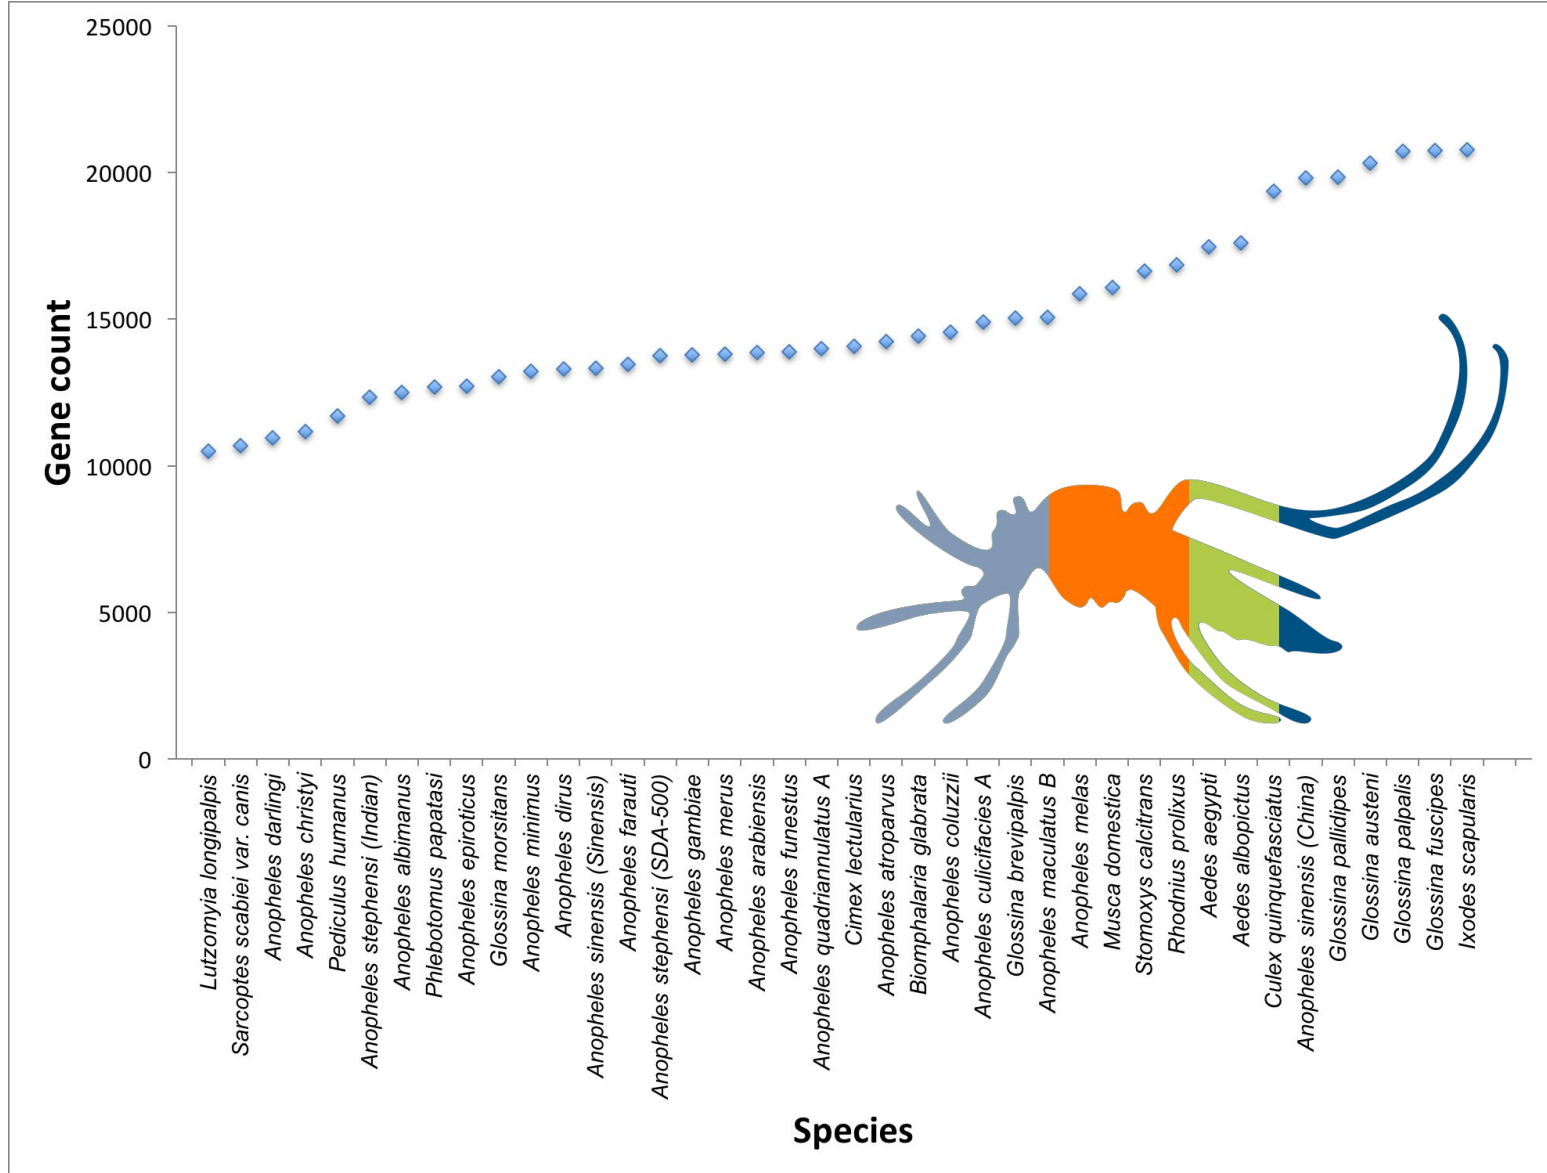 25000
20000
15000
10000
5000
0
Gene count
Lutzomyia longipalpis
Sarcoptes scabiei var. canis
Anopheles darlingi
Anopheles christyi
Pediculus humanus
Anopheles stephensi (Indian)
Anopheles albimanus
Phlebotomus papatasi
Anopheles epiroticus
Glossina morsitans
Anopheles minimus
Anopheles dirus
Anopheles sinensis (Sinensis)
Anopheles farauti
Anopheles stephensi (SDA-500)
Anopheles gambiae
Anopheles merus
Anopheles arabiensis
Anopheles funestus
Anopheles quadriannulatus A
Cimex lectularius
Anopheles atroparvus
Biomphalaria glabrata
Anopheles coluzzii
Anopheles culicifacies A
Glossina brevipalpis
Anopheles maculatus B
Anopheles melas
Musca domestica
Stomoxys calcitrans
Rhodnius prolixus
Aedes aegypti
Aedes albopictus
Culex quinquefasciatus
Anopheles sinensis (China)
Glossina pallidipes
Glossina austeni
Glossina palpalis
Glossina fuscipes
Ixodes scapularis
Species